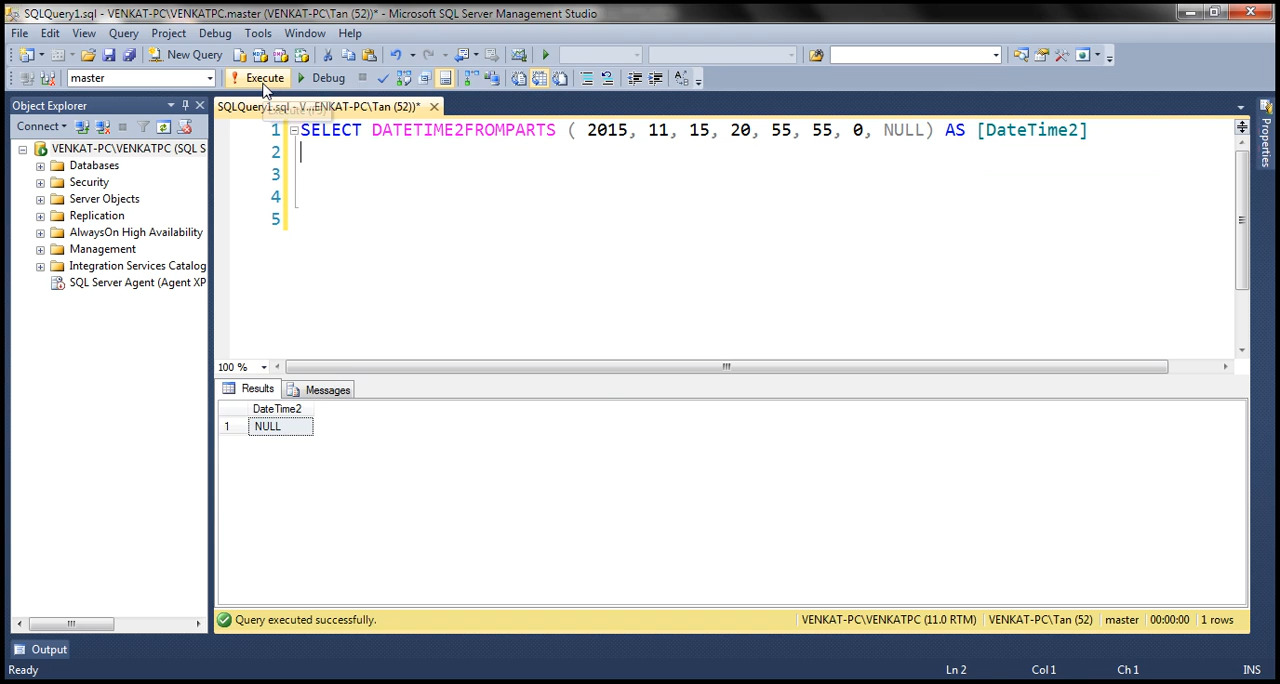 SQLQuery1.sql - VENKAT-PC\VENKATPC.master (VENKAT-PC\Tan (52))* - Microsoft SQL Server Management Studio
File Edit View Query Project Debug Tools Window Help
New Query
master Execute Debug
Object Explorer
SQLQuery1.sql - V...ENKAT-PC\Tan (52))*
Connect
VENKAT-PC\VENKATPC (SQL S
Databases
Security
Server Objects
Replication
AlwaysOn High Availability
Management
Integration Services Catalog
SQL Server Agent (Agent XP
1 SELECT DATETIME2FROMPARTS ( 2015, 11, 15, 20, 55, 55, 0, NULL) AS [DateTime2]
2
3
4
5
Properties
100 %
Results Messages
DateTime2
1 NULL
Query executed successfully. VENKAT-PC\VENKATPC (11.0 RTM) VENKAT-PC\Tan (52) master 00:00:00 1 rows
Output
Ready Ln 2 Col 1 Ch 1 INS